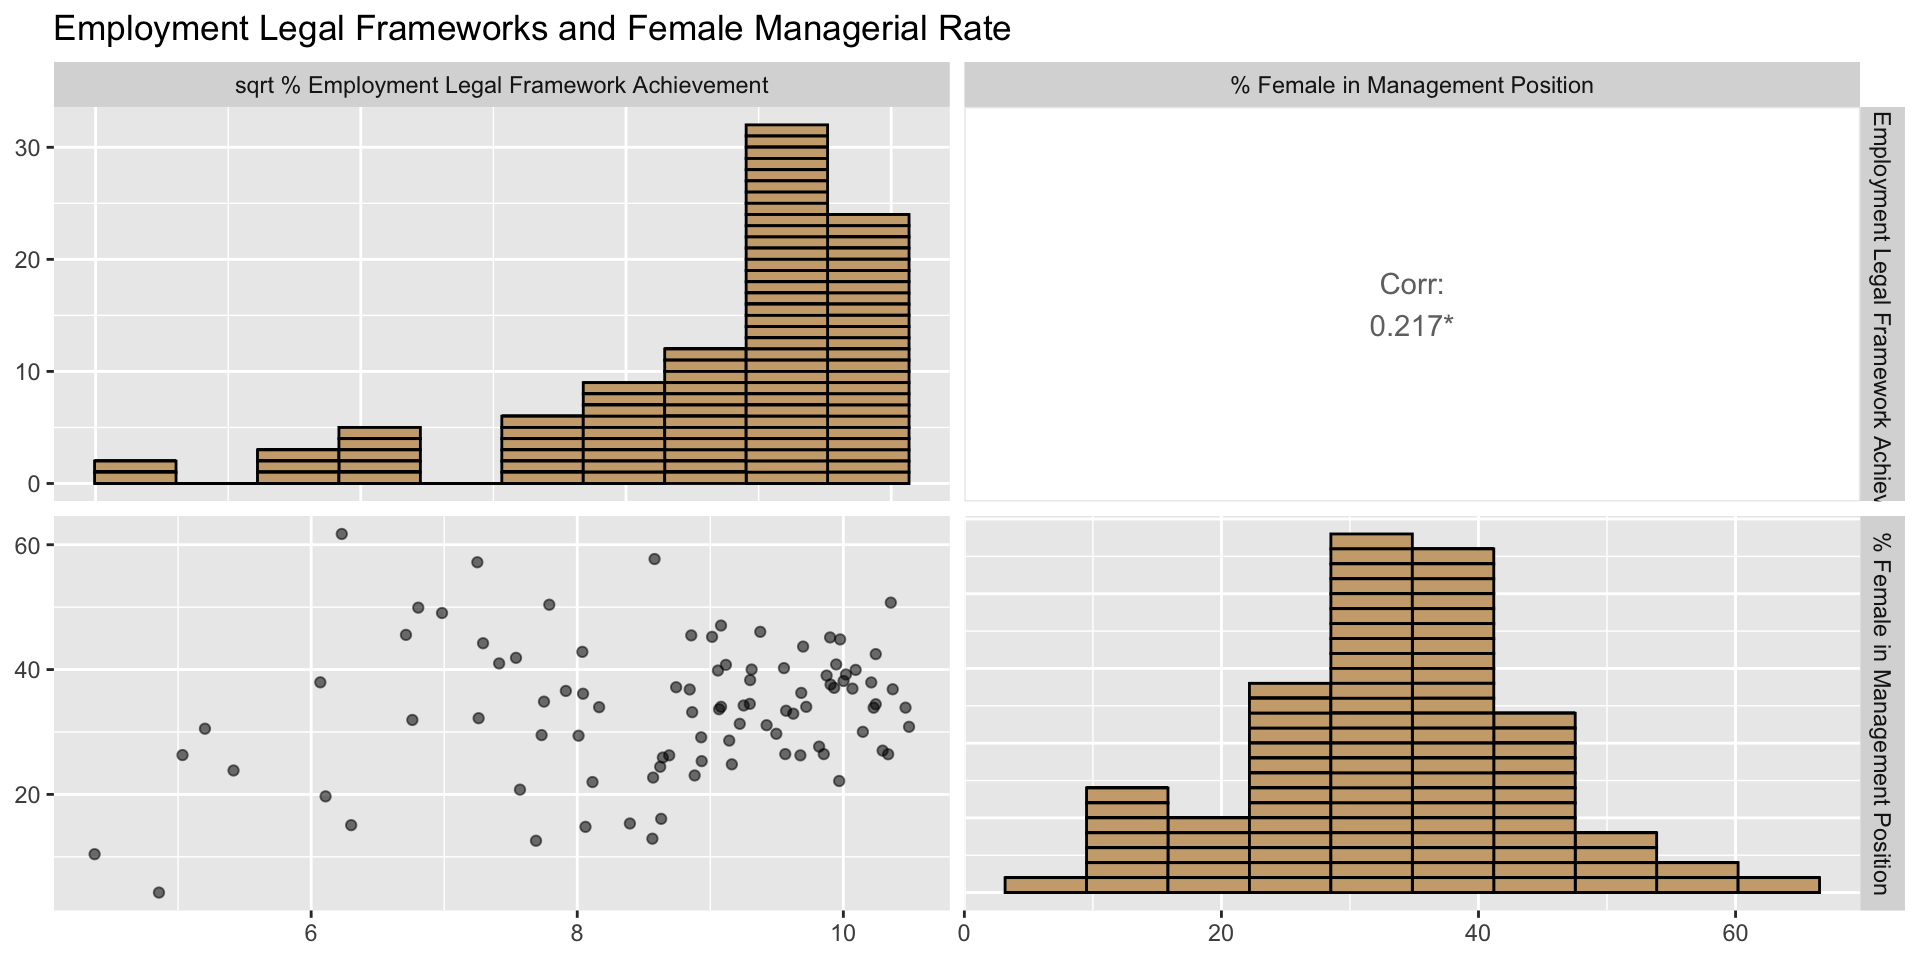 Employment Legal Frameworks and Female Managerial Rate
sqrt % Employment Legal Framework Achievement
% Female in Management Position
30
20
10
0
Corr:
0.217*
Employment Legal Framework Achiev
60
40
20
% Female in Management Position
6
8
10
0
20
40
60